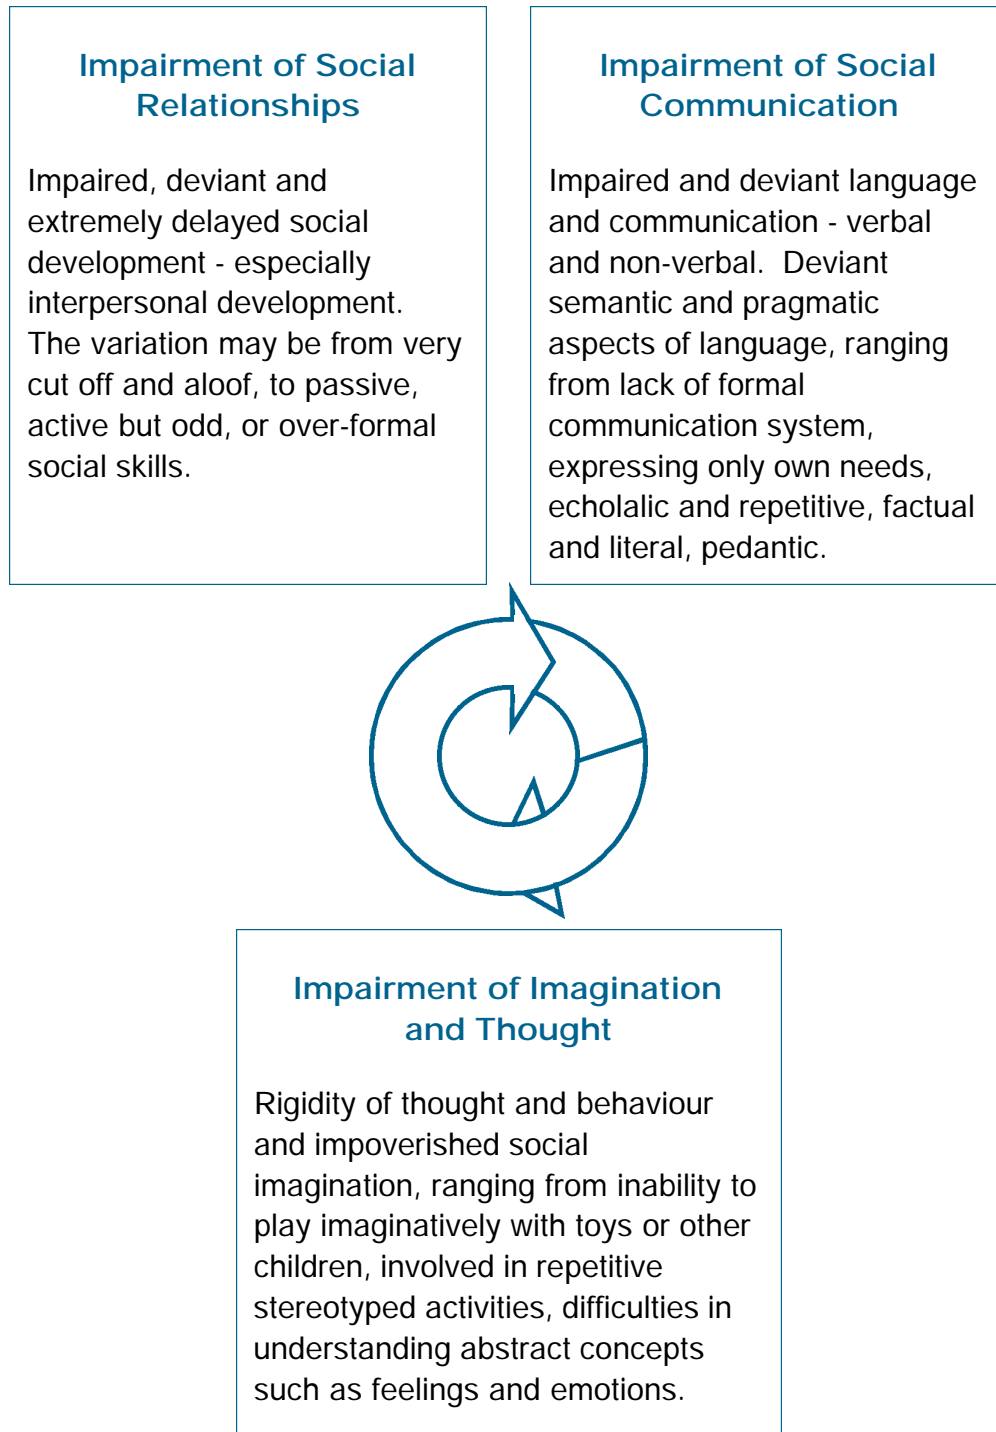 Impairment of Social
Relationships
Impaired, deviant and
extremely delayed social
development - especially
interpersonal development.
The variation may be from very
cut off and aloof, to passive,
active but odd, or over-formal
social skills.
Impairment of Social
Communication
Impaired and deviant language
and communication - verbal
and non-verbal.  Deviant
semantic and pragmatic
aspects of language, ranging
from lack of formal
communication system,
expressing only own needs,
echolalic and repetitive, factual
and literal, pedantic.
Impairment of Imagination
and Thought
Rigidity of thought and behaviour
and impoverished social
imagination, ranging from inability to
play imaginatively with toys or other
children, involved in repetitive
stereotyped activities, difficulties in
understanding abstract concepts
such as feelings and emotions.